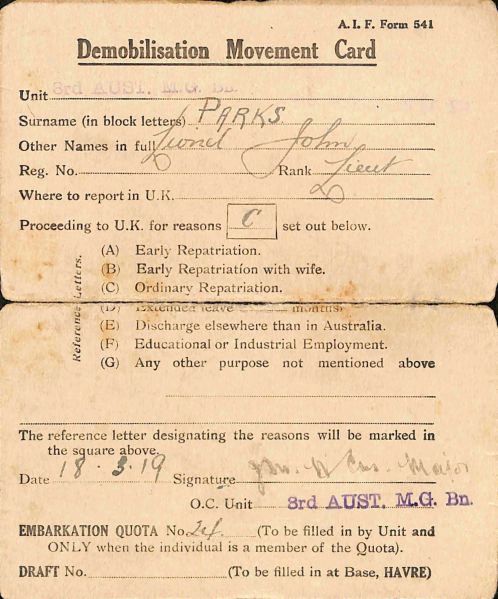 A. I. F. Form 541
Demobilisation Movement Card
Unit 3rd AUST. M.G. Bn.
Surname (in block letters) PARKS
Other Names in full Lionel John
Reg. No. Rank Lieut
Where to report in U.K.
Proceeding to U.K. for reasons C set out below.
Reference Letters.
(A) Early Repatriation.
(B) Early Repatriation with wife.
(C) Ordinary Repatriation.
(D) Extended leave months
(E) Discharge elsewhere than in Australia.
(F) Educational or Industrial Employment.
(G) Any other purpose not mentioned above
The reference letter designating the reasons will be marked in
the square above.
Date 18.3.19 Signature Major
O.C. Unit 3rd AUST. M.G. Bn.
EMBARKATION QUOTA No. 24. (To be filled in by Unit and
ONLY when the individual is a member of the Quota).
DRAFT No. (To be filled in at Base, HAVRE)